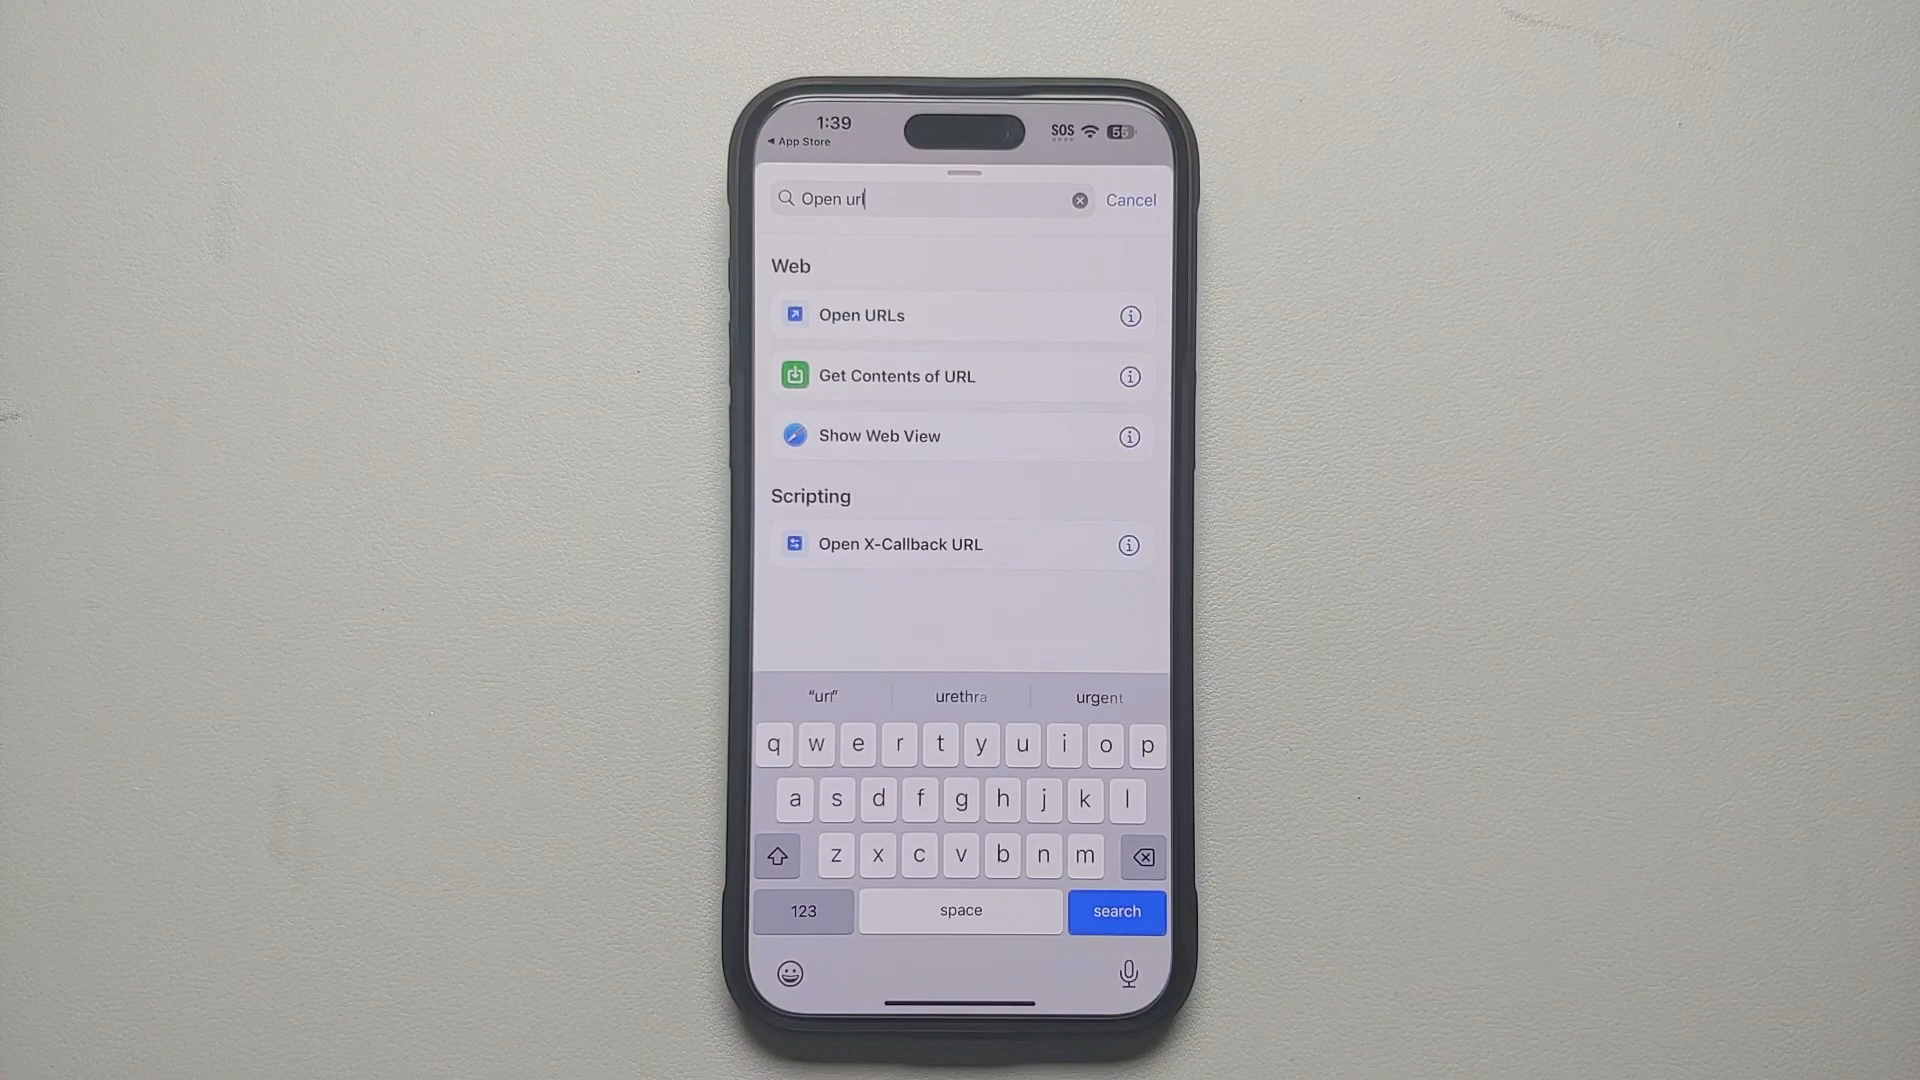 1:39
SOS
55
◀ App Store
Open url
Cancel
Web
Open URLs
Get Contents of URL
Show Web View
Scripting
Open X-Callback URL
“url”
urethra
urgent
q w e r t y u i o p
a s d f g h j k l
z x c v b n m
123
space
search